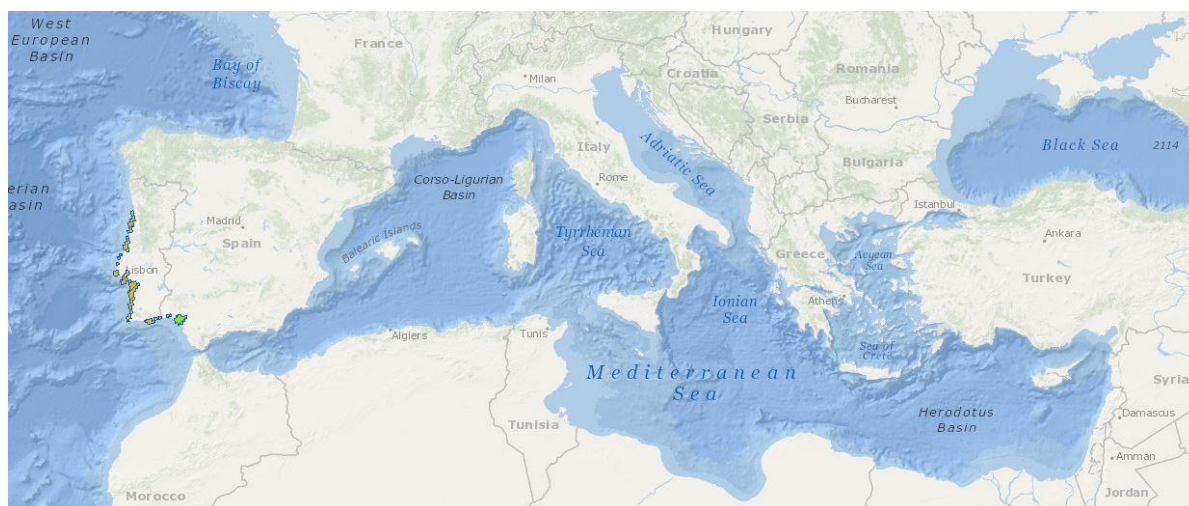 West
European
Basin
Bay of
Biscay
France
Hungary
Milan
Croatia
Romania
Bucharest
Serbia
Italy
Adriatic Sea
Black Sea
2114
Bulgaria
Corso-Ligurian
Basin
Rome
erian
asin
Madrid
Spain
Balearic Islands
Tyrrhenian
Sea
Istanbul
Ankara
Greece
Aegean
Sea
Turkey
Lisbon
Athens
Ionian
Sea
Algiers
Tunis
Sea of
Crete
Mediterranean
Sea
Syria
Herodotus
Basin
Damascus
Tunisia
Amman
Morocco
Jordan